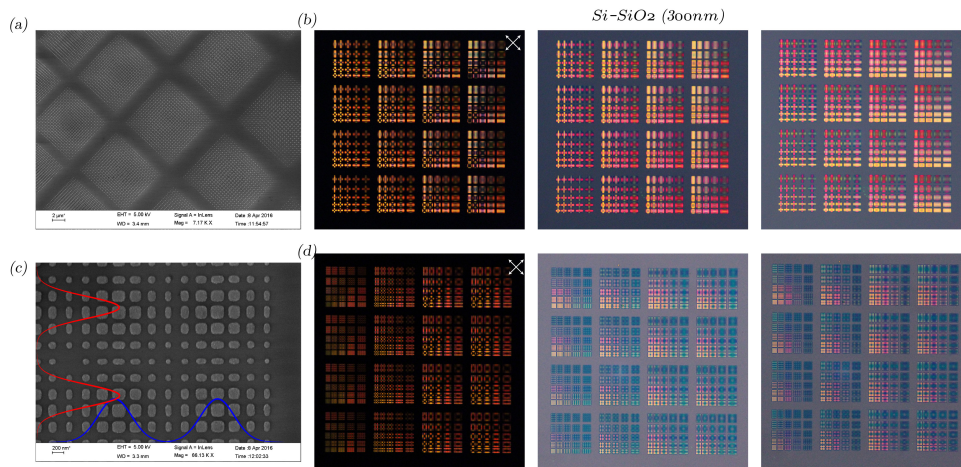 Si-SiO2 (300nm)
(a)
(b)
2 µm*
EHT = 5.00 kV
WD = 3.4 mm
Signal A = InLens
Mag = 7.17 K X
Date :6 Apr 2016
Time :11:54:57
(c)
(d)
200 nm*
EHT = 5.00 kV
WD = 3.3 mm
Signal A = InLens
Mag = 66.13 K X
Date :6 Apr 2016
Time :12:02:33